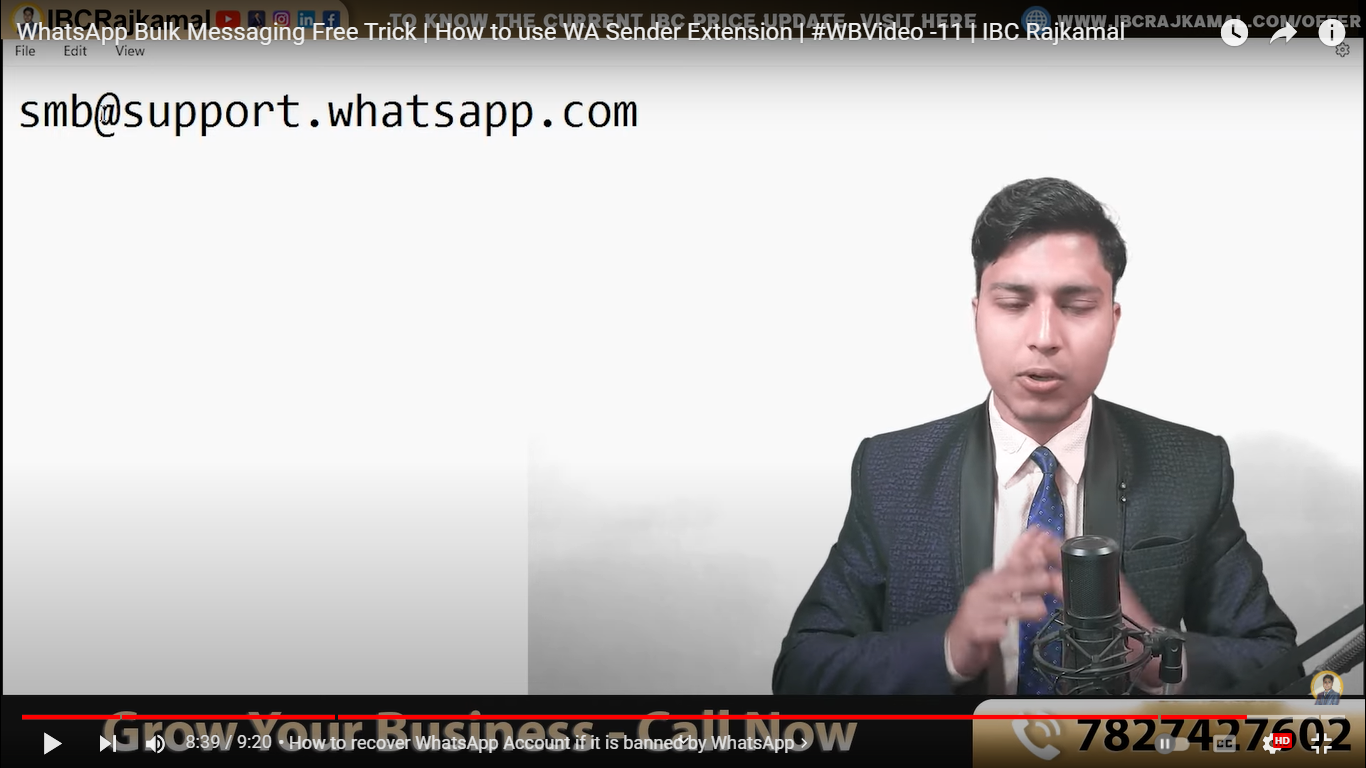 IBCRajkamal
TO KNOW THE CURRENT IBC PRICE UPDATE, VISIT HERE
WWW.IBCRAJKAMAL.COM/OFFER
WhatsApp Bulk Messaging Free Trick | How to use WA Sender Extension | #WBVideo -11 | IBC Rajkamal
File Edit View
smb@support.whatsapp.com
Grow Your Business - Call Now
7827427602
8:39 / 9:20 • How to recover WhatsApp Account if it is banned by WhatsApp
CC
HD